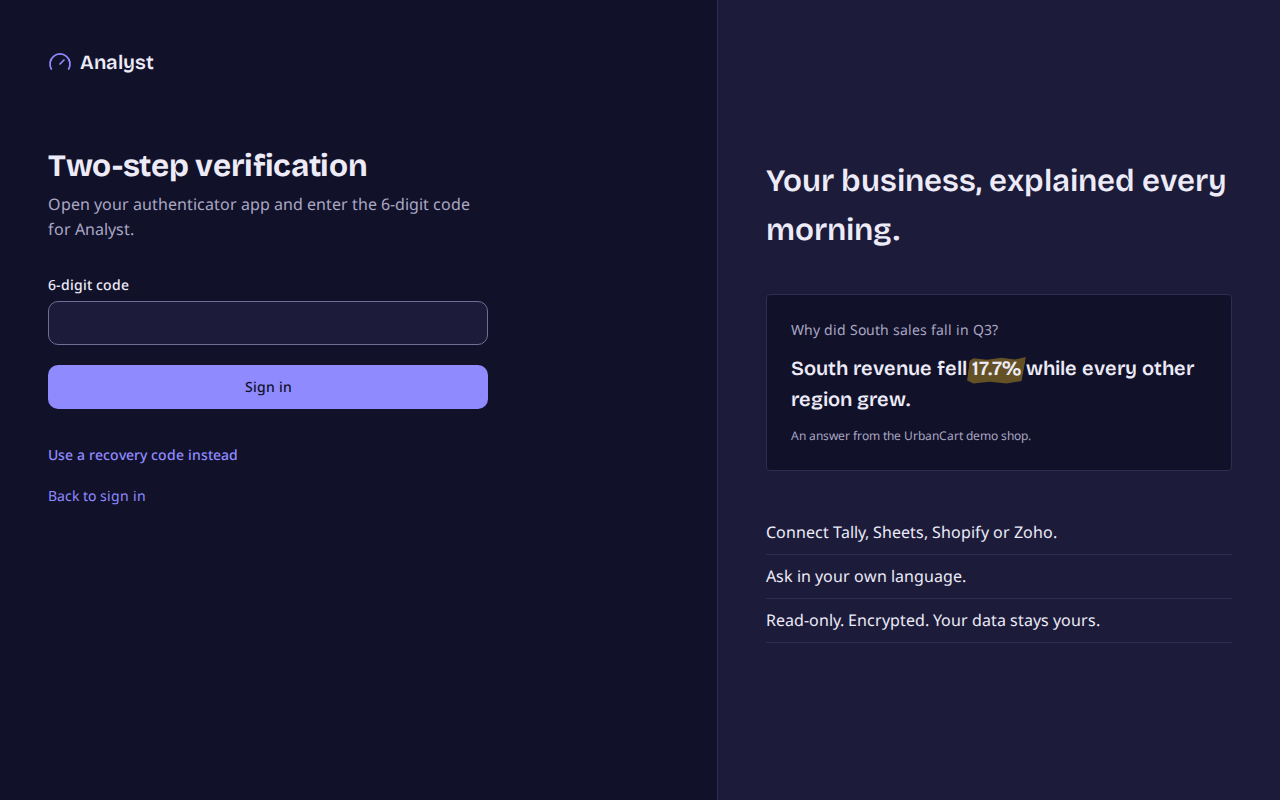 Analyst
Two-step verification
Open your authenticator app and enter the 6-digit code
for Analyst.
6-digit code
Sign in
Use a recovery code instead
Back to sign in
Your business, explained every
morning.
Why did South sales fall in Q3?
South revenue fell 17.7% while every other
region grew.
An answer from the UrbanCart demo shop.
Connect Tally, Sheets, Shopify or Zoho.
Ask in your own language.
Read-only. Encrypted. Your data stays yours.